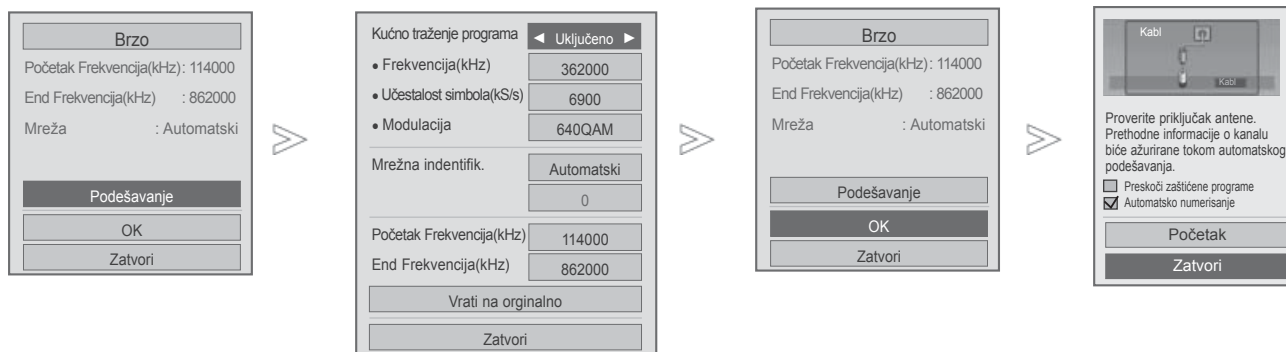 Brzo
Početak Frekvencija(kHz) : 114000
End Frekvencija(kHz) : 862000
Mreža : Automatski
Podešavanje
OK
Zatvori
Kućno traženje programa ◄ Uključeno ►
• Frekvencija(kHz) 362000
• Učestalost simbola(kS/s) 6900
• Modulacija 640QAM
Mrežna indentifik. Automatski
0
Početak Frekvencija(kHz) 114000
End Frekvencija(kHz) 862000
Vrati na orginalno
Zatvori
Brzo
Početak Frekvencija(kHz) : 114000
End Frekvencija(kHz) : 862000
Mreža : Automatski
Podešavanje
OK
Zatvori
Kabl
Kabl
Proverite priključak antene.
Prethodne informacije o kanalu
biće ažurirane tokom automatskog
podešavanja.
Preskoči zaštićene programe
Automatsko numerisanje
Početak
Zatvori